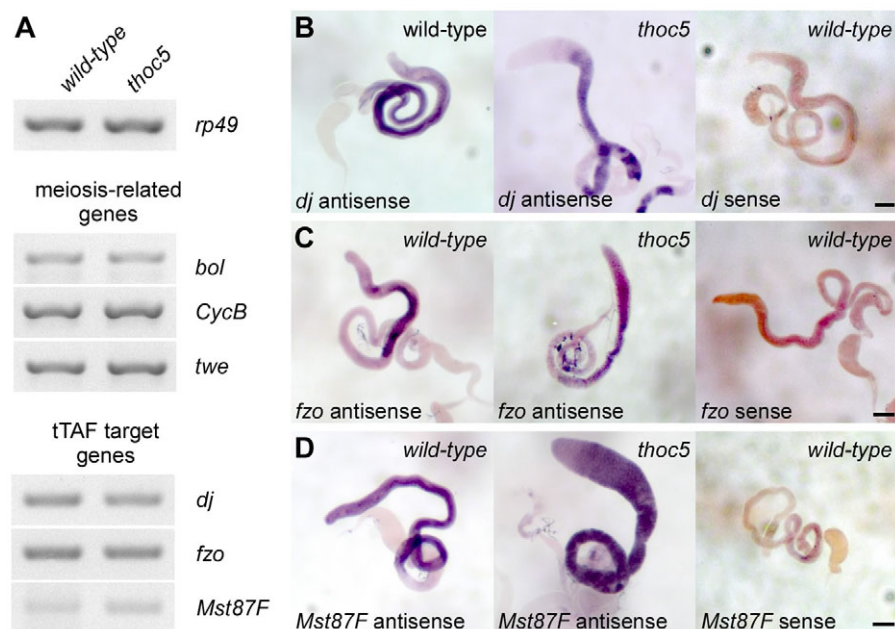 A
wild-type
thoc5
rp49
meiosis-related
genes
bol
CycB
twe
tTAF target
genes
dj
fzo
Mst87F
B
wild-type
thoc5
wild-type
dj antisense
dj antisense
dj sense
C
wild-type
thoc5
wild-type
fzo antisense
fzo antisense
fzo sense
D
wild-type
thoc5
wild-type
Mst87F antisense
Mst87F antisense
Mst87F sense